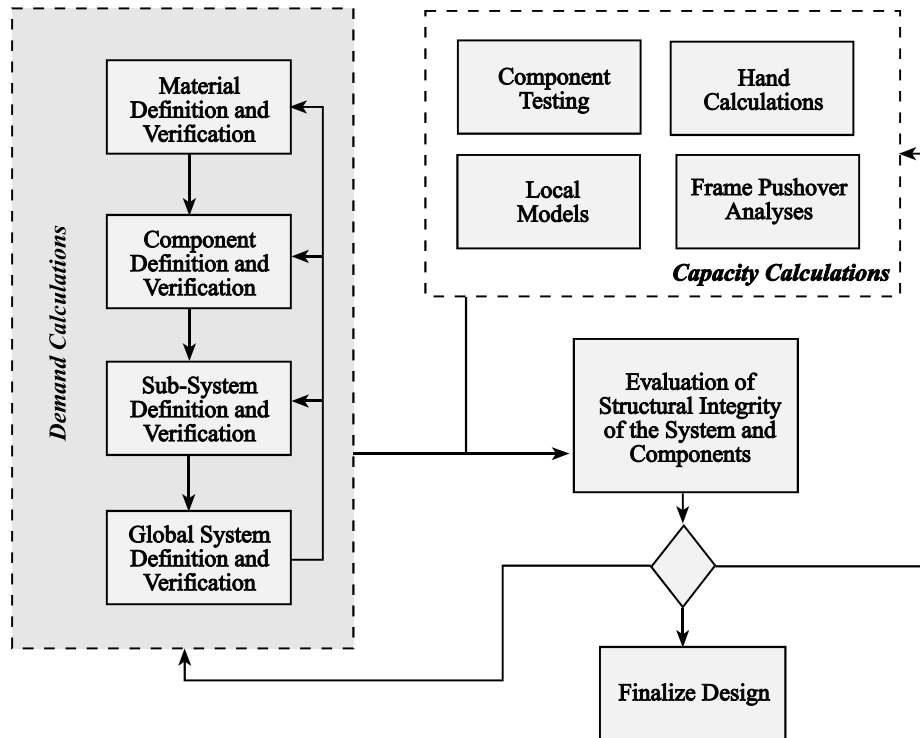 Demand Calculations
Material
Definition and
Verification
Component
Definition and
Verification
Sub-System
Definition and
Verification
Global System
Definition and
Verification
Component
Testing
Hand
Calculations
Local
Models
Frame Pushover
Analyses
Capacity Calculations
Evaluation of
Structural Integrity
of the System and
Components
Finalize Design